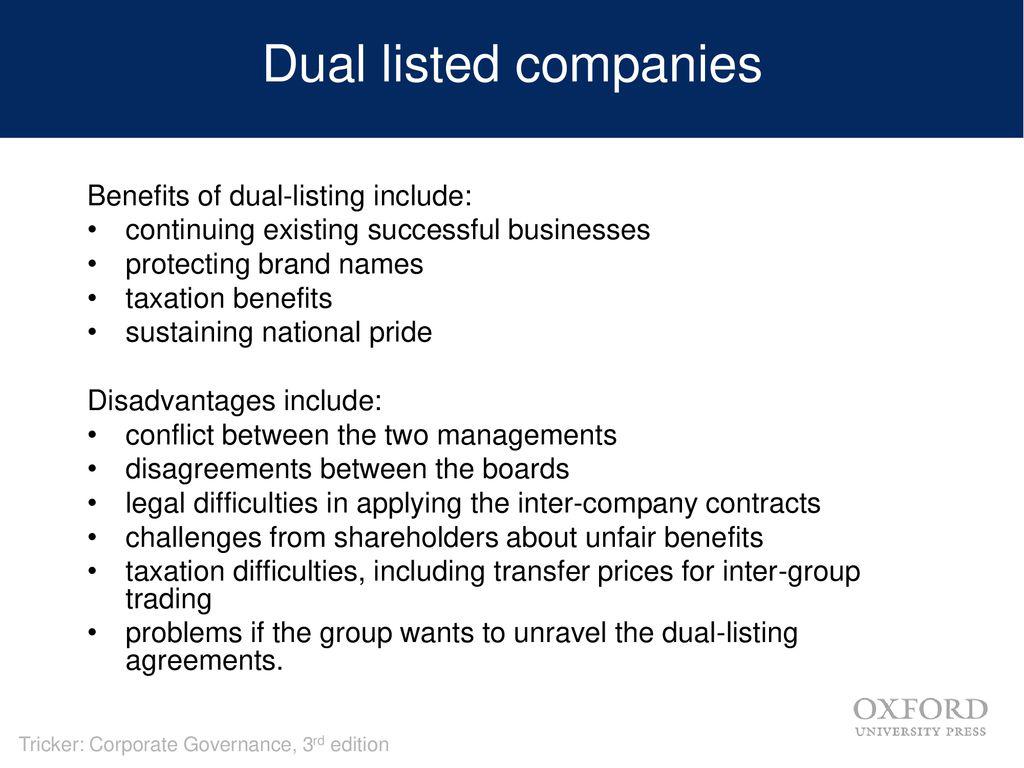 Dual listed companies
Benefits of dual-listing include:
• continuing existing successful businesses
• protecting brand names
• taxation benefits
• sustaining national pride
Disadvantages include:
• conflict between the two managements
• disagreements between the boards
• legal difficulties in applying the inter-company contracts
• challenges from shareholders about unfair benefits
• taxation difficulties, including transfer prices for inter-group
trading
• problems if the group wants to unravel the dual-listing
agreements.
OXFORD
UNIVERSITY PRESS
Tricker: Corporate Governance, 3rd edition